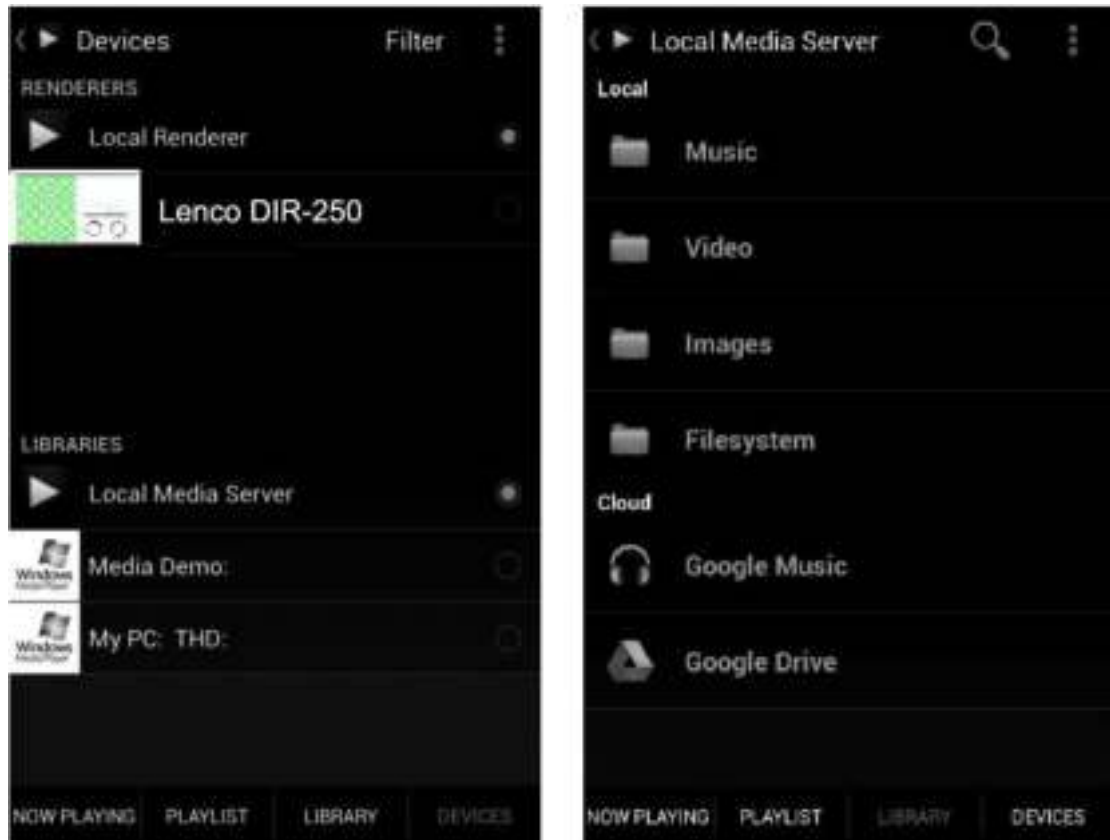 Devices
Filter
RENDERERS
Local Renderer
Lenco DIR-250
LIBRARIES
Local Media Server
Windows
Media Demo:
Windows
My PC: THD:
NOW PLAYING PLAYLIST LIBRARY DEVICES
Local Media Server
Local
Music
Video
Images
Filesystem
Cloud
Google Music
Google Drive
NOW PLAYING PLAYLIST LIBRARY DEVICES